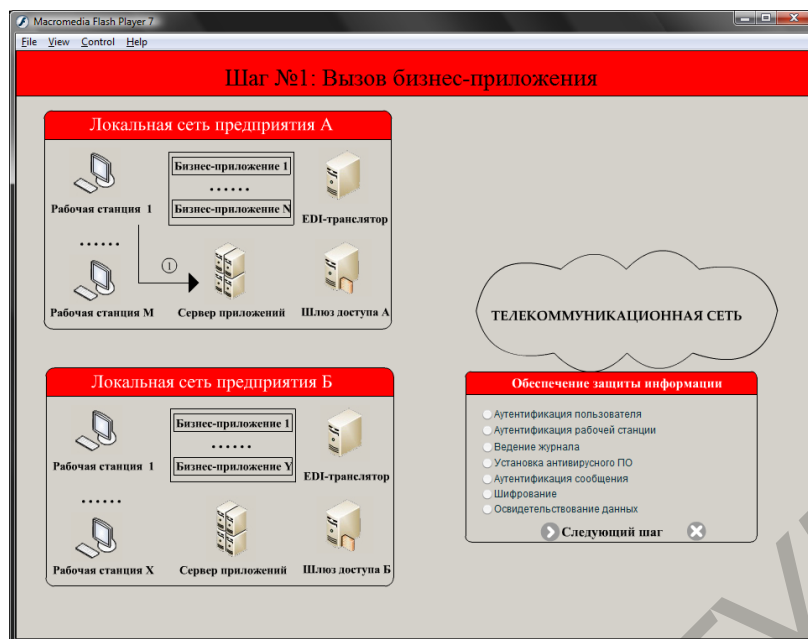 Macromedia Flash Player 7
File View Control Help
Шаг №1: Вызов бизнес-приложения
Локальная сеть предприятия А
Бизнес-приложение 1
......
Бизнес-приложение N
Рабочая станция 1
EDI-транслятор
......
1
Рабочая станция M
Сервер приложений
Шлюз доступа А
ТЕЛЕКОММУНИКАЦИОННАЯ СЕТЬ
Локальная сеть предприятия Б
Бизнес-приложение 1
......
Бизнес-приложение Y
Рабочая станция 1
EDI-транслятор
......
Рабочая станция X
Сервер приложений
Шлюз доступа Б
Обеспечение защиты информации
Аутентификация пользователя
Аутентификация рабочей станции
Ведение журнала
Установка антивирусного ПО
Аутентификация сообщения
Шифрование
Освидетельствование данных
Следующий шаг